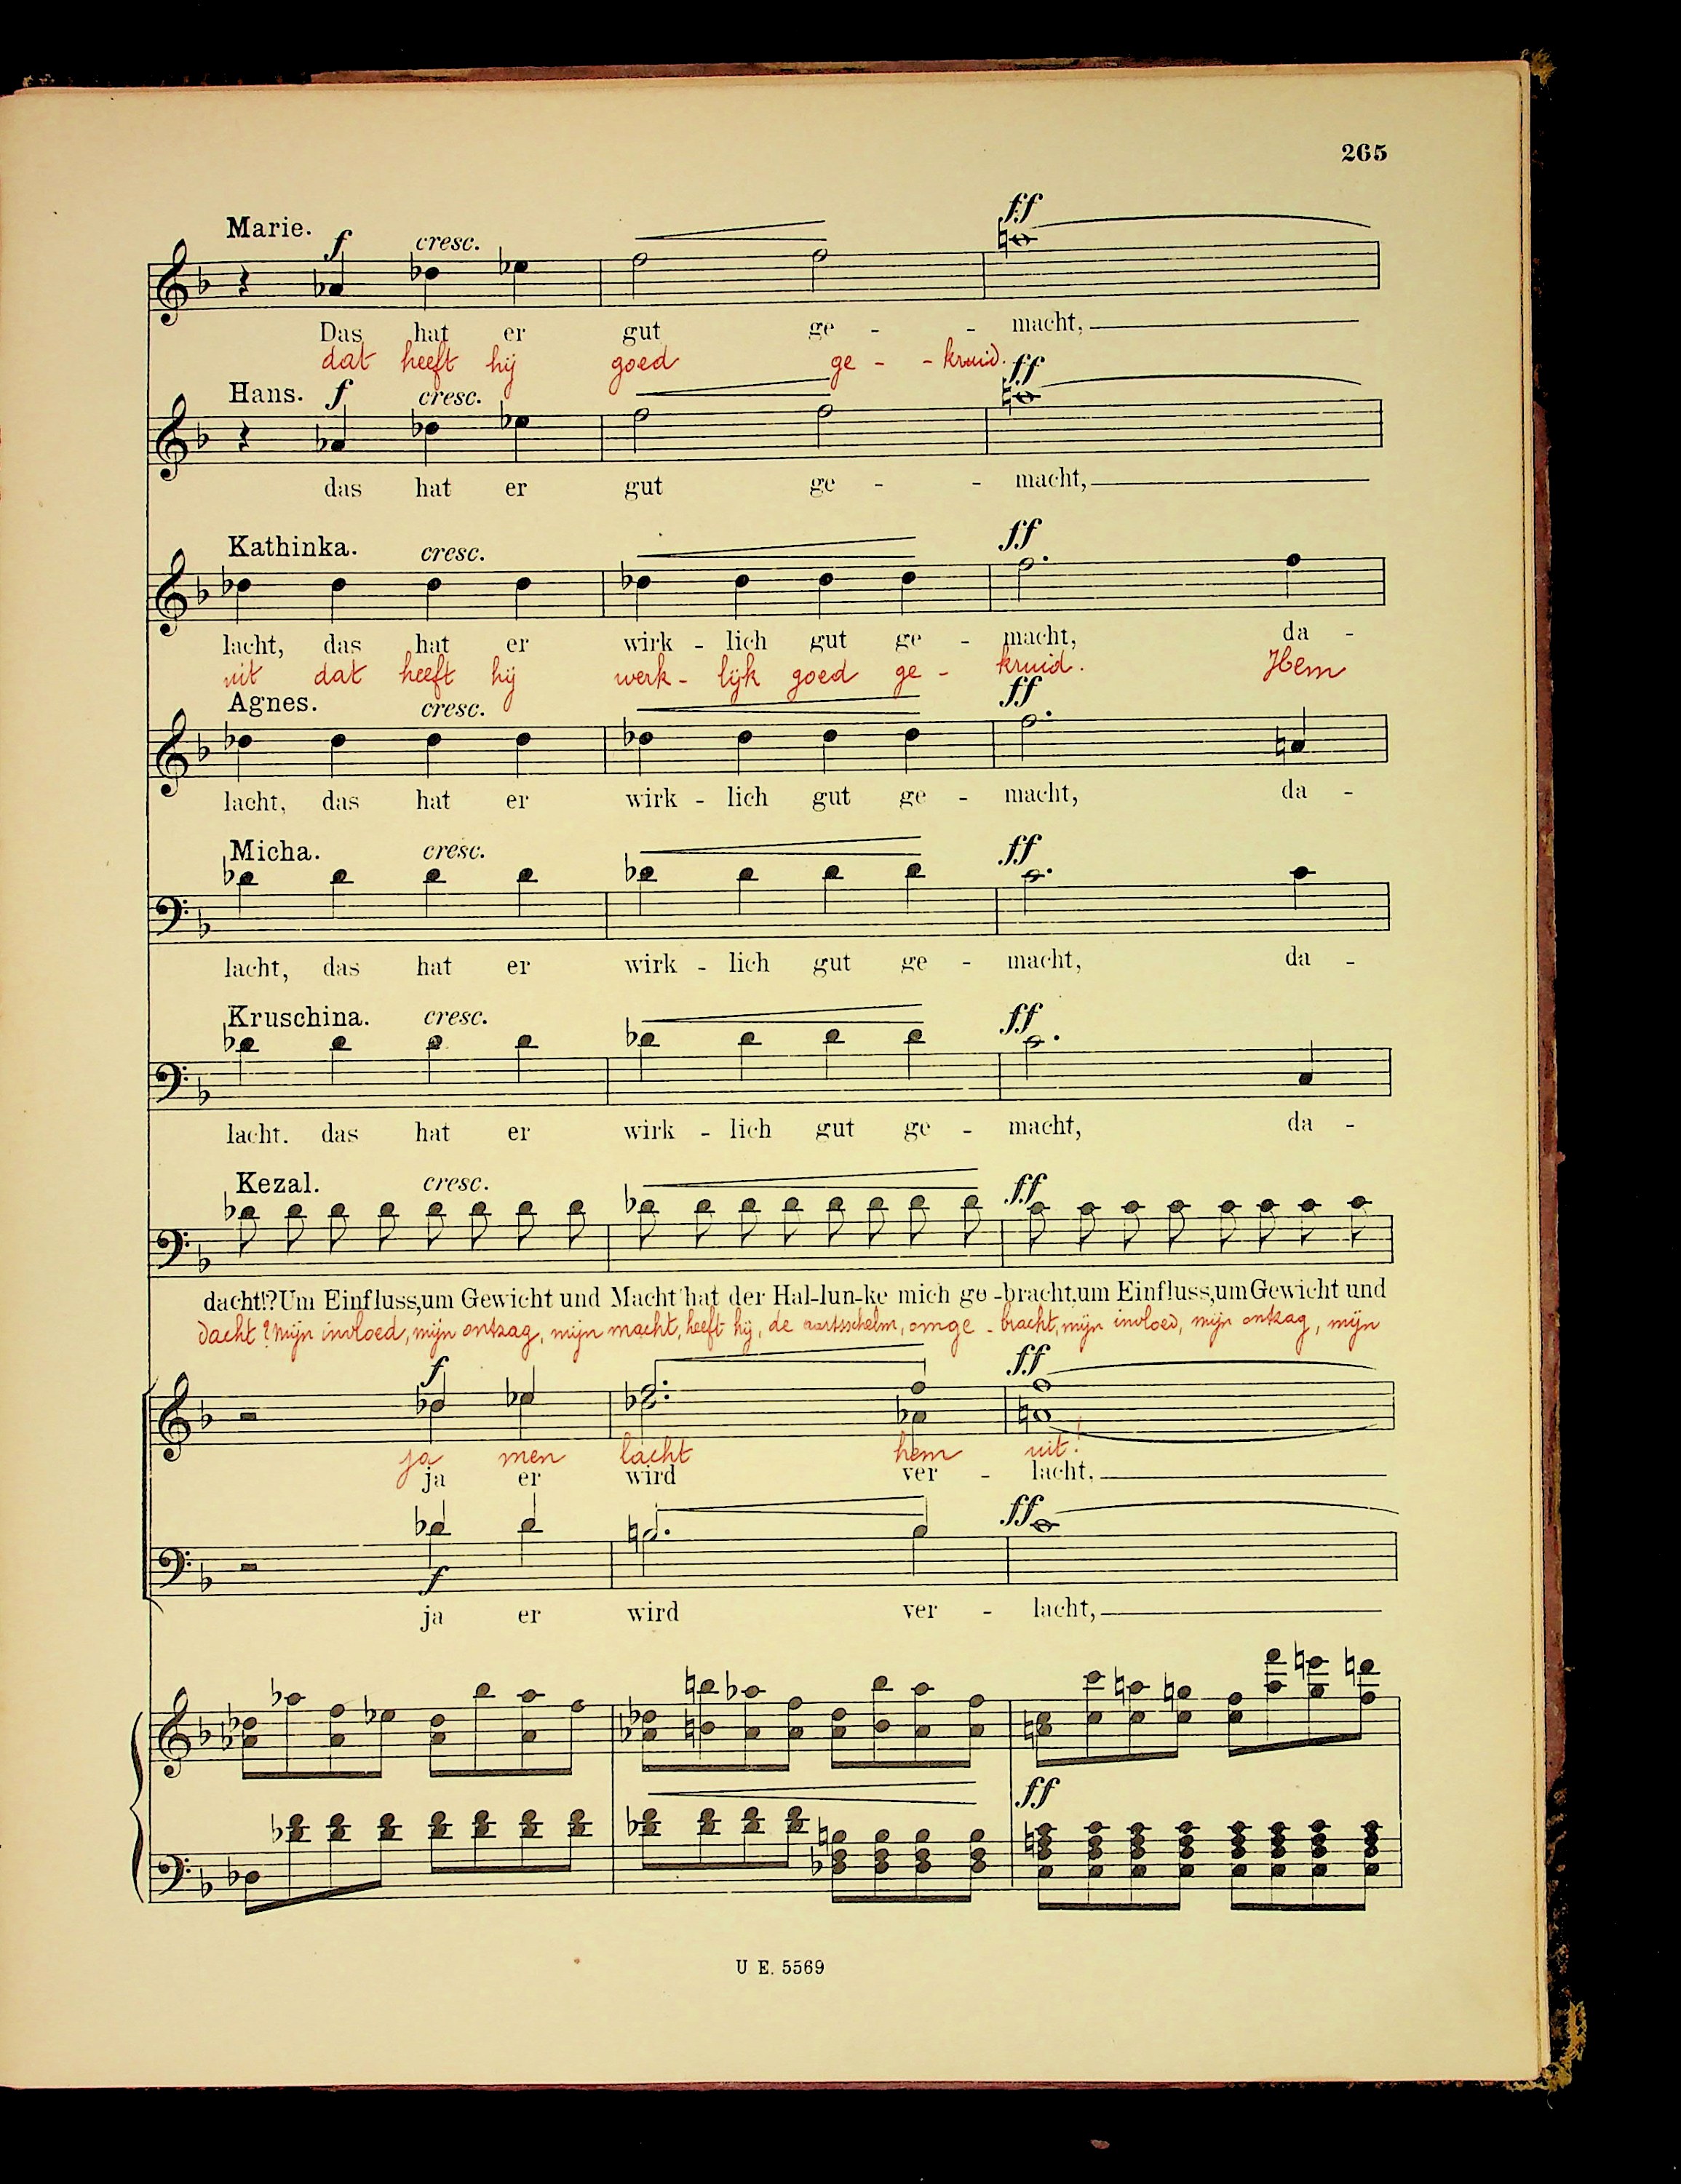 265
Marie. f cresc. ff
Das hat er gut ge - - macht,
dat heeft hij goed ge - - kruid.
Hans. f cresc. ff
das hat er gut ge - - macht,
Kathinka. cresc. ff
lacht, das hat er wirk - lich gut ge - macht, da -
uit dat heeft hij werk - lijk goed ge - kruid. Hem
Agnes. cresc. ff
lacht, das hat er wirk - lich gut ge - macht, da -
Micha. cresc. ff
lacht, das hat er wirk - lich gut ge - macht, da -
Kruschina. cresc. ff
lacht. das hat er wirk - lich gut ge - macht, da -
Kezal. cresc. ff
dacht!? Um Einfluss, um Gewicht und Macht hat der Hal-lun-ke mich ge-bracht, um Einfluss, um Gewicht und
dacht? mijn invloed, mijn ontzag, mijn macht, heeft hij, de aartsschelm, omge - bracht, mijn invloed, mijn ontzag, mijn
f ff
ja men lacht hem uit!
ja er wird ver - lacht,
ff
f
ja er wird ver - lacht,
ff
U E. 5569